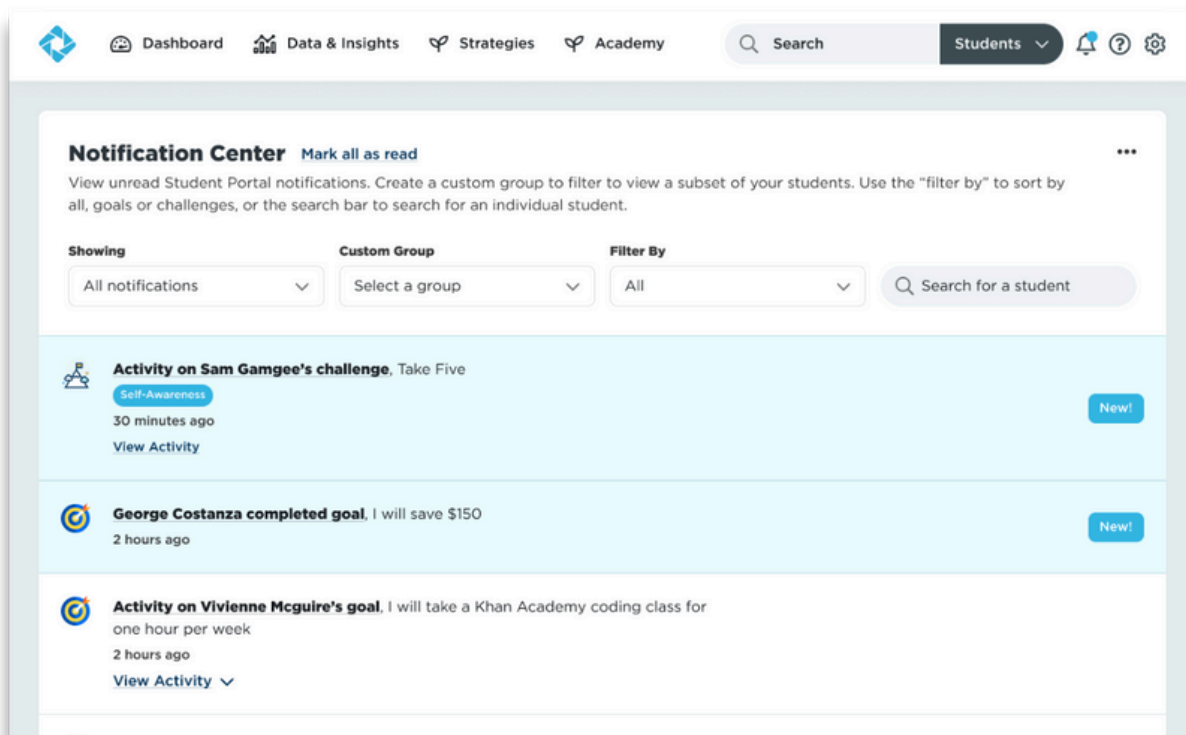 Dashboard Data & Insights Strategies Academy Search Students
Notification Center Mark all as read
View unread Student Portal notifications. Create a custom group to filter to view a subset of your students. Use the “filter by” to sort by
all, goals or challenges, or the search bar to search for an individual student.
Showing Custom Group Filter By
All notifications Select a group All Search for a student
Activity on Sam Gamgee’s challenge, Take Five
Self-Awareness
New!
30 minutes ago
View Activity
George Costanza completed goal, I will save $150
New!
2 hours ago
Activity on Vivienne Mcguire’s goal, I will take a Khan Academy coding class for
one hour per week
2 hours ago
View Activity